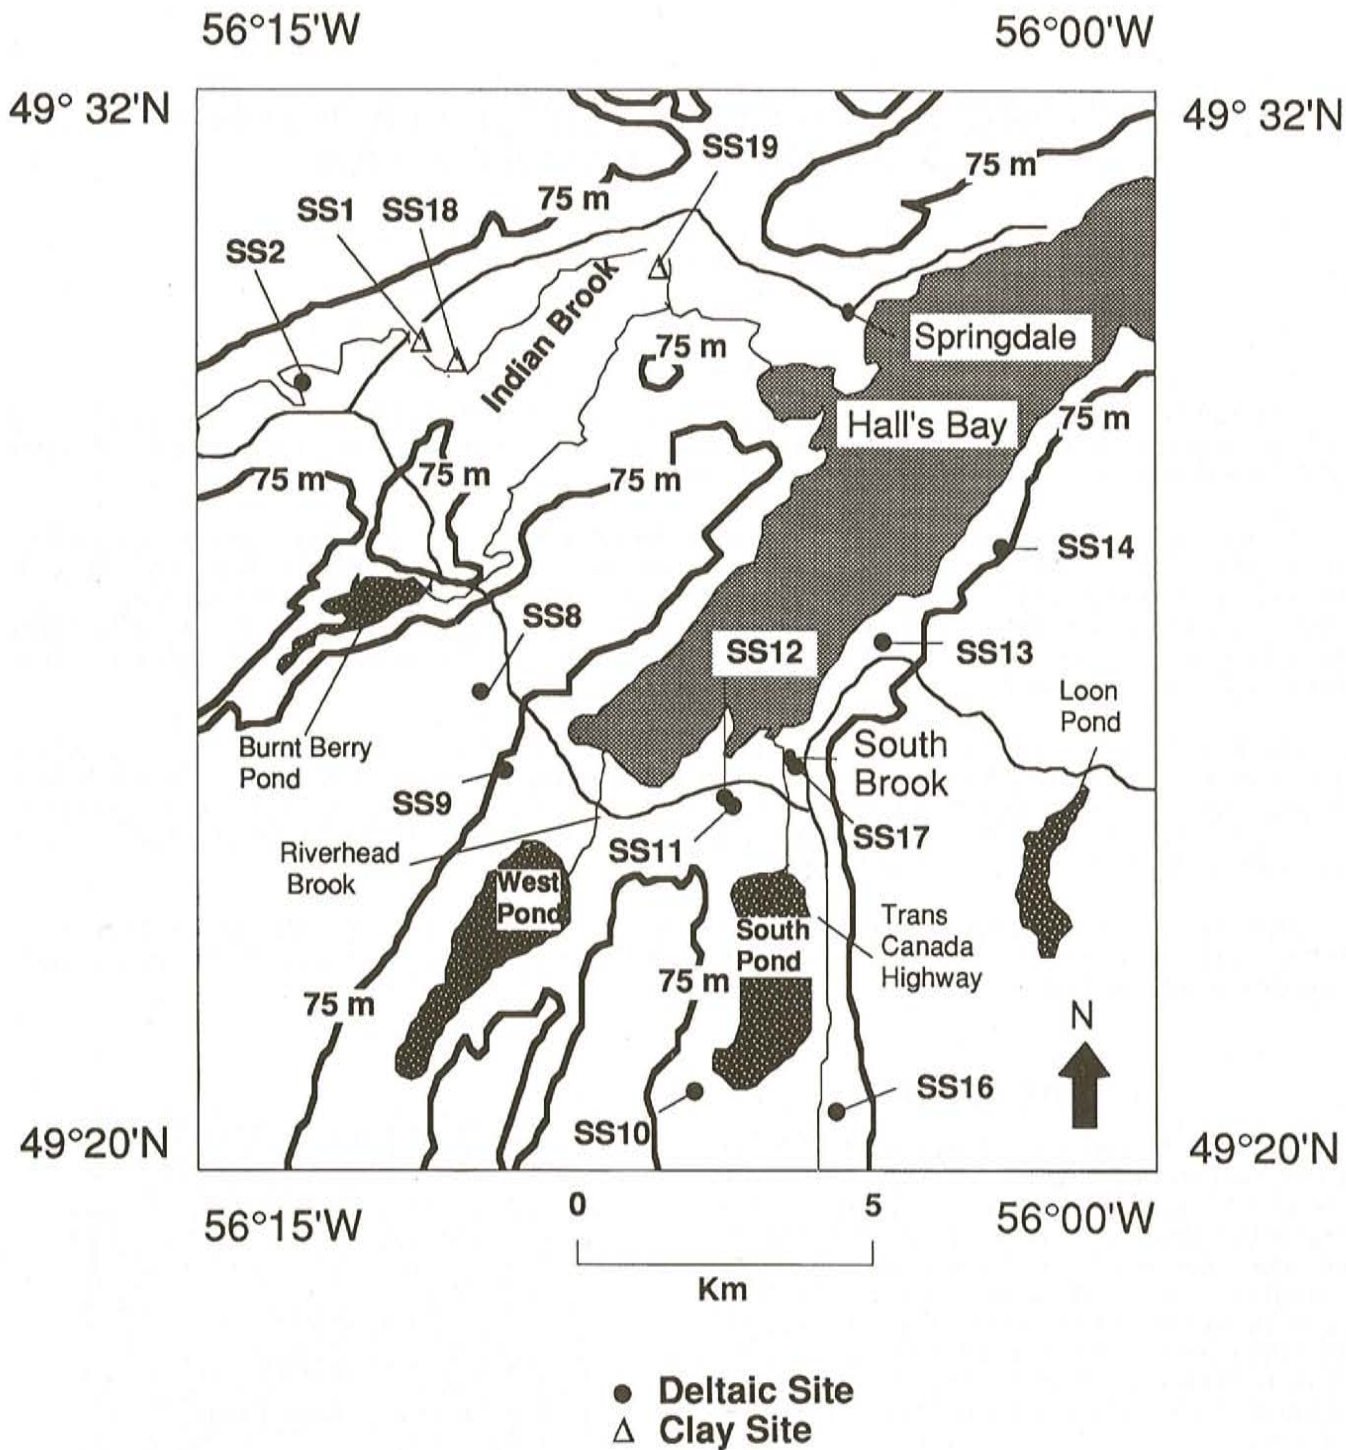 56°15'W
56°00'W
49° 32'N
49° 32'N
SS19
75 m
75 m
SS1
SS18
SS2
Indian Brook
Springdale
75 m
Hall's Bay
75 m
75 m
75 m
75 m
SS14
SS8
SS12
SS13
Loon
Pond
Burnt Berry
Pond
South
Brook
SS9
SS17
SS11
Riverhead
Brook
West
Pond
Trans
Canada
Highway
South
Pond
75 m
75 m
N
SS16
SS10
49°20'N
49°20'N
56°15'W
0
5
56°00'W
Km
Deltaic Site
Clay Site